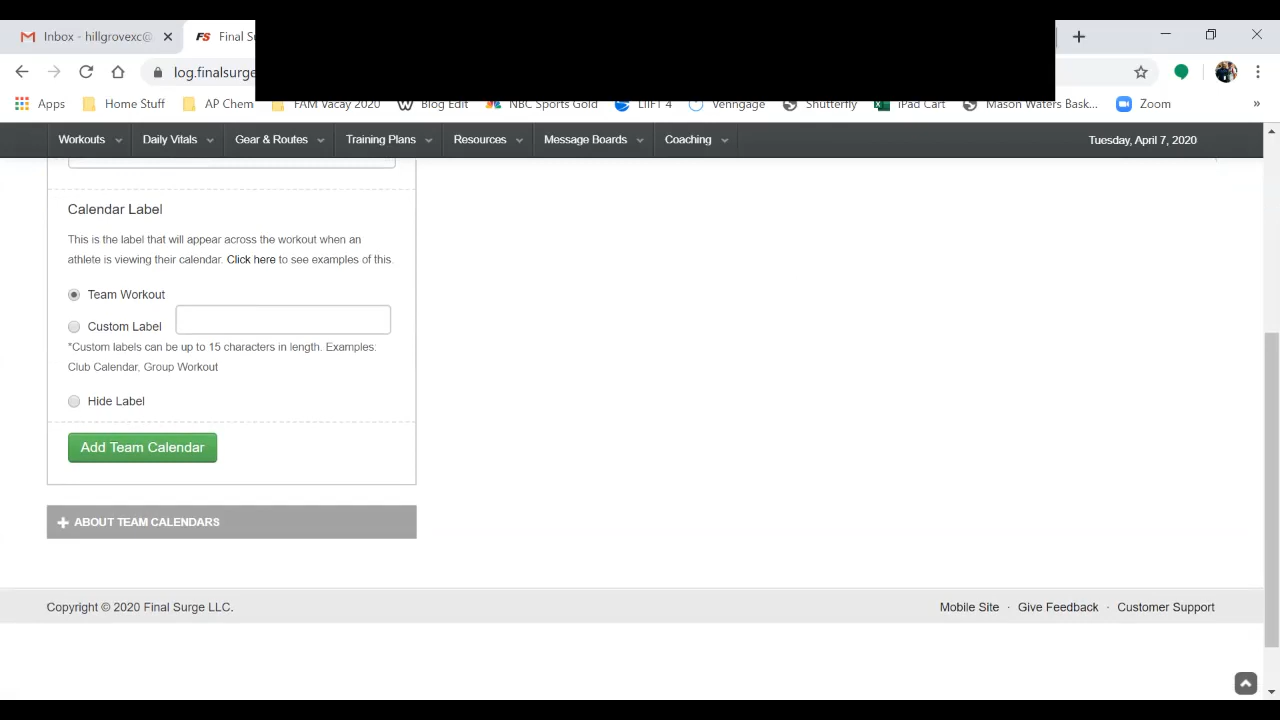 Inbox - hillgrovexc@
FS Final Su
log.finalsurge
Apps Home Stuff AP Chem FAM Vacay 2020 Blog Edit NBC Sports Gold LIIFT 4 Venngage Shutterfly iPad Cart Mason Waters Bask... Zoom »
Workouts Daily Vitals Gear & Routes Training Plans Resources Message Boards Coaching Tuesday, April 7, 2020
Calendar Label
This is the label that will appear across the workout when an
athlete is viewing their calendar. Click here to see examples of this.
Team Workout
Custom Label
*Custom labels can be up to 15 characters in length. Examples:
Club Calendar, Group Workout
Hide Label
Add Team Calendar
ABOUT TEAM CALENDARS
Copyright © 2020 Final Surge LLC. Mobile Site · Give Feedback · Customer Support